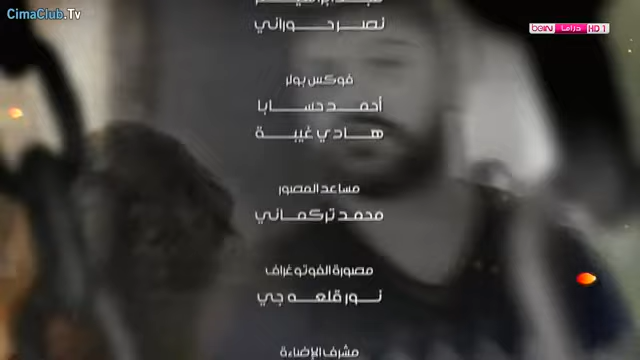 CimaClub.Tv
beIN دراما HD 1
نصر حوراني
فوكس بولر
أحمد حسابا
هادي غيبة
مساعد المصور
محمد تركماني
مصورة الفوتوغراف
نور قلعه جي
مشرف الإضاءة